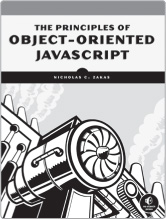 THE PRINCIPLES OF
OBJECT-ORIENTED
JAVASCRIPT
NICHOLAS C. ZAKAS